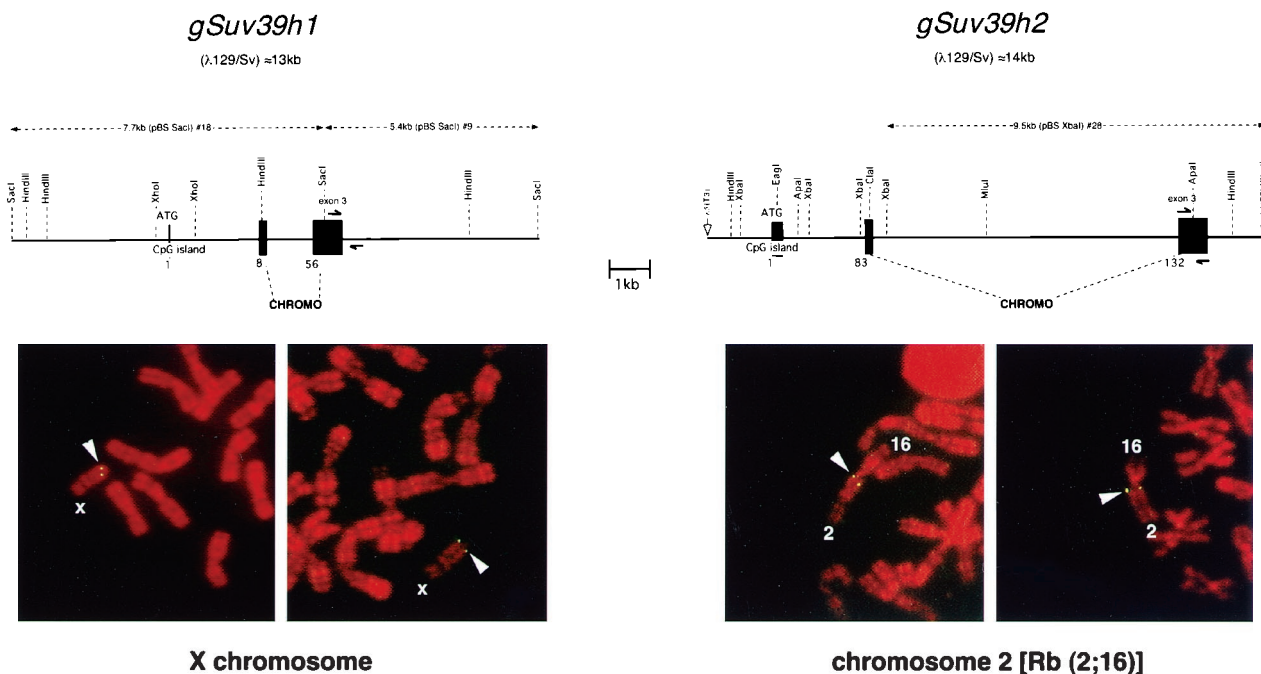 gSuv39h1
(λ129/Sv) ≈13kb
7.7kb (pBS SacI) #18
5.4kb (pBS SacI) #9
SacI
HindIII
HindIII
XhoI
XhoI
HindIII
SacI
HindIII
SacI
ATG
exon 3
CpG island
1
8
56
CHROMO
1kb
gSuv39h2
(λ129/Sv) ≈14kb
9.5kb (pBS XbaI) #28
HindIII
XbaI
EagI
ApaI
XbaI
XbaI
ClaI
XbaI
MluI
ApaI
HindIII
ATG
exon 3
CpG island
1
83
132
CHROMO
x
x
16
2
16
2
X chromosome
chromosome 2 [Rb (2;16)]